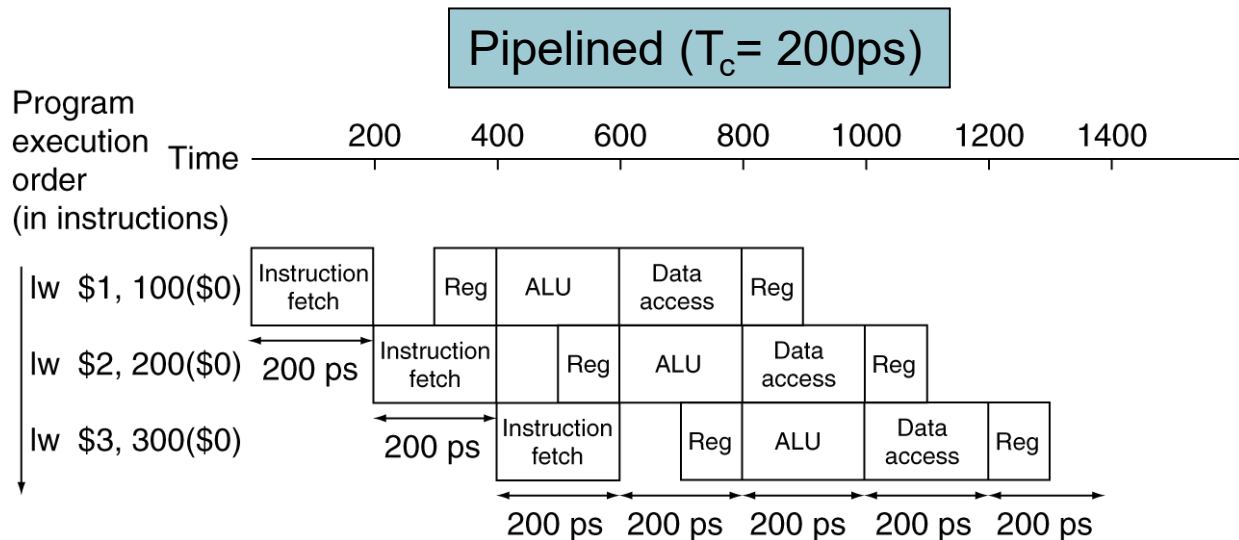 Pipelined (Tc= 200ps)
Program
execution
order
(in instructions)
Time
200 400 600 800 1000 1200 1400
lw $1, 100($0)
Instruction
fetch
Reg
ALU
Data
access
Reg
200 ps
lw $2, 200($0)
Instruction
fetch
Reg
ALU
Data
access
Reg
200 ps
lw $3, 300($0)
Instruction
fetch
Reg
ALU
Data
access
Reg
200 ps 200 ps 200 ps 200 ps 200 ps